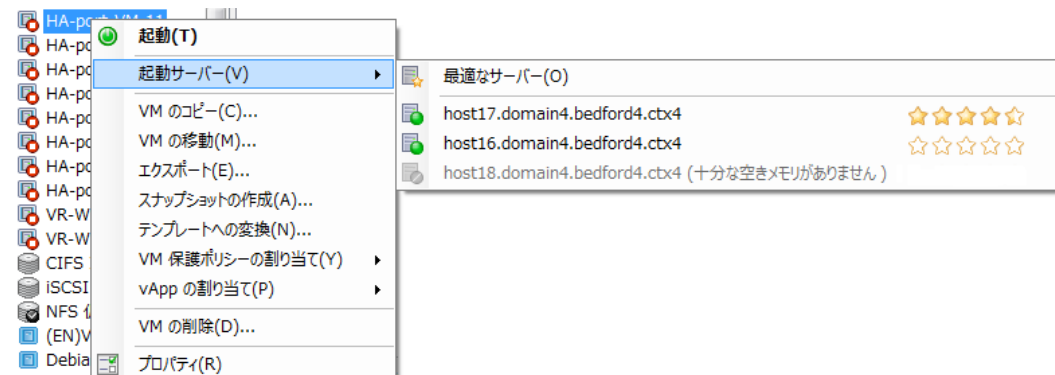 HA-port-VM-11
HA-po
HA-po
HA-po
HA-po
HA-po
HA-po
HA-po
VR-W
VR-W
CIFS
iSCSI
NFS
(EN)V
Debia
起動(T)
起動サーバー(V)
VM のコピー(C)...
VM の移動(M)...
エクスポート(E)...
スナップショットの作成(A)...
テンプレートへの変換(N)...
VM 保護ポリシーの割り当て(Y)
vApp の割り当て(P)
VM の削除(D)...
プロパティ(R)
最適なサーバー(O)
host17.domain4.bedford4.ctx4
host16.domain4.bedford4.ctx4
host18.domain4.bedford4.ctx4 (十分な空きメモリがありません )